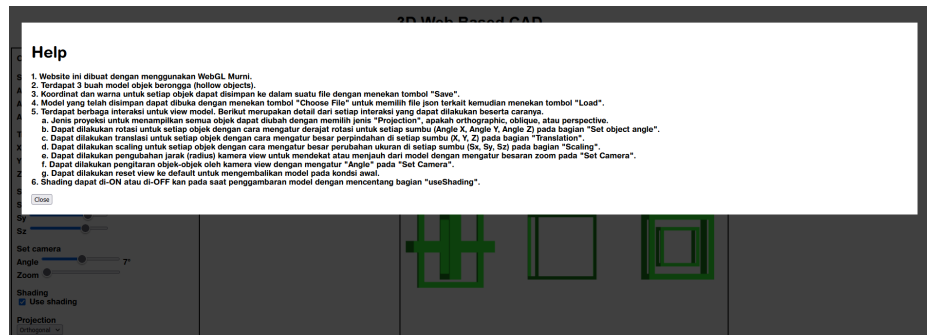 3D Web Based CAD
Help
1. Website ini dibuat dengan menggunakan WebGL Murni.
2. Terdapat 3 buah model objek berongga (hollow objects).
3. Koordinat dan warna untuk setiap objek dapat disimpan ke dalam suatu file dengan menekan tombol "Save".
4. Model yang telah disimpan dapat dibuka dengan menekan tombol "Choose File" untuk memilih file json terkait kemudian menekan tombol "Load".
5. Terdapat berbaga interaksi untuk view model. Berikut merupakan detail dari setiap interaksi yang dapat dilakukan beserta caranya.
a. Jenis proyeksi untuk menampilkan semua objek dapat diubah dengan memilih jenis "Projection", apakah orthographic, oblique, atau perspective.
b. Dapat dilakukan rotasi untuk setiap objek dengan cara mengatur derajat rotasi untuk setiap sumbu (Angle X, Angle Y, Angle Z) pada bagian "Set object angle".
c. Dapat dilakukan translasi untuk setiap objek dengan cara mengatur besar perpindahan di setiap sumbu (X, Y, Z) pada bagian "Translation".
d. Dapat dilakukan scaling untuk setiap objek dengan cara mengatur besar perubahan ukuran di setiap sumbu (Sx, Sy, Sz) pada bagian "Scaling".
e. Dapat dilakukan pengubahan jarak (radius) kamera view untuk mendekat atau menjauh dari model dengan mengatur besaran zoom pada "Set Camera".
f. Dapat dilakukan pengitaran objek-objek oleh kamera view dengan mengatur "Angle" pada "Set Camera".
g. Dapat dilakukan reset view ke default untuk mengembalikan model pada kondsi awal.
6. Shading dapat di-ON atau di-OFF kan pada saat penggambaran model dengan mencentang bagian "useShading".
Close
Sy
Sz
Set camera
Angle 7°
Zoom
Shading
Use shading
Projection
Orthogonal